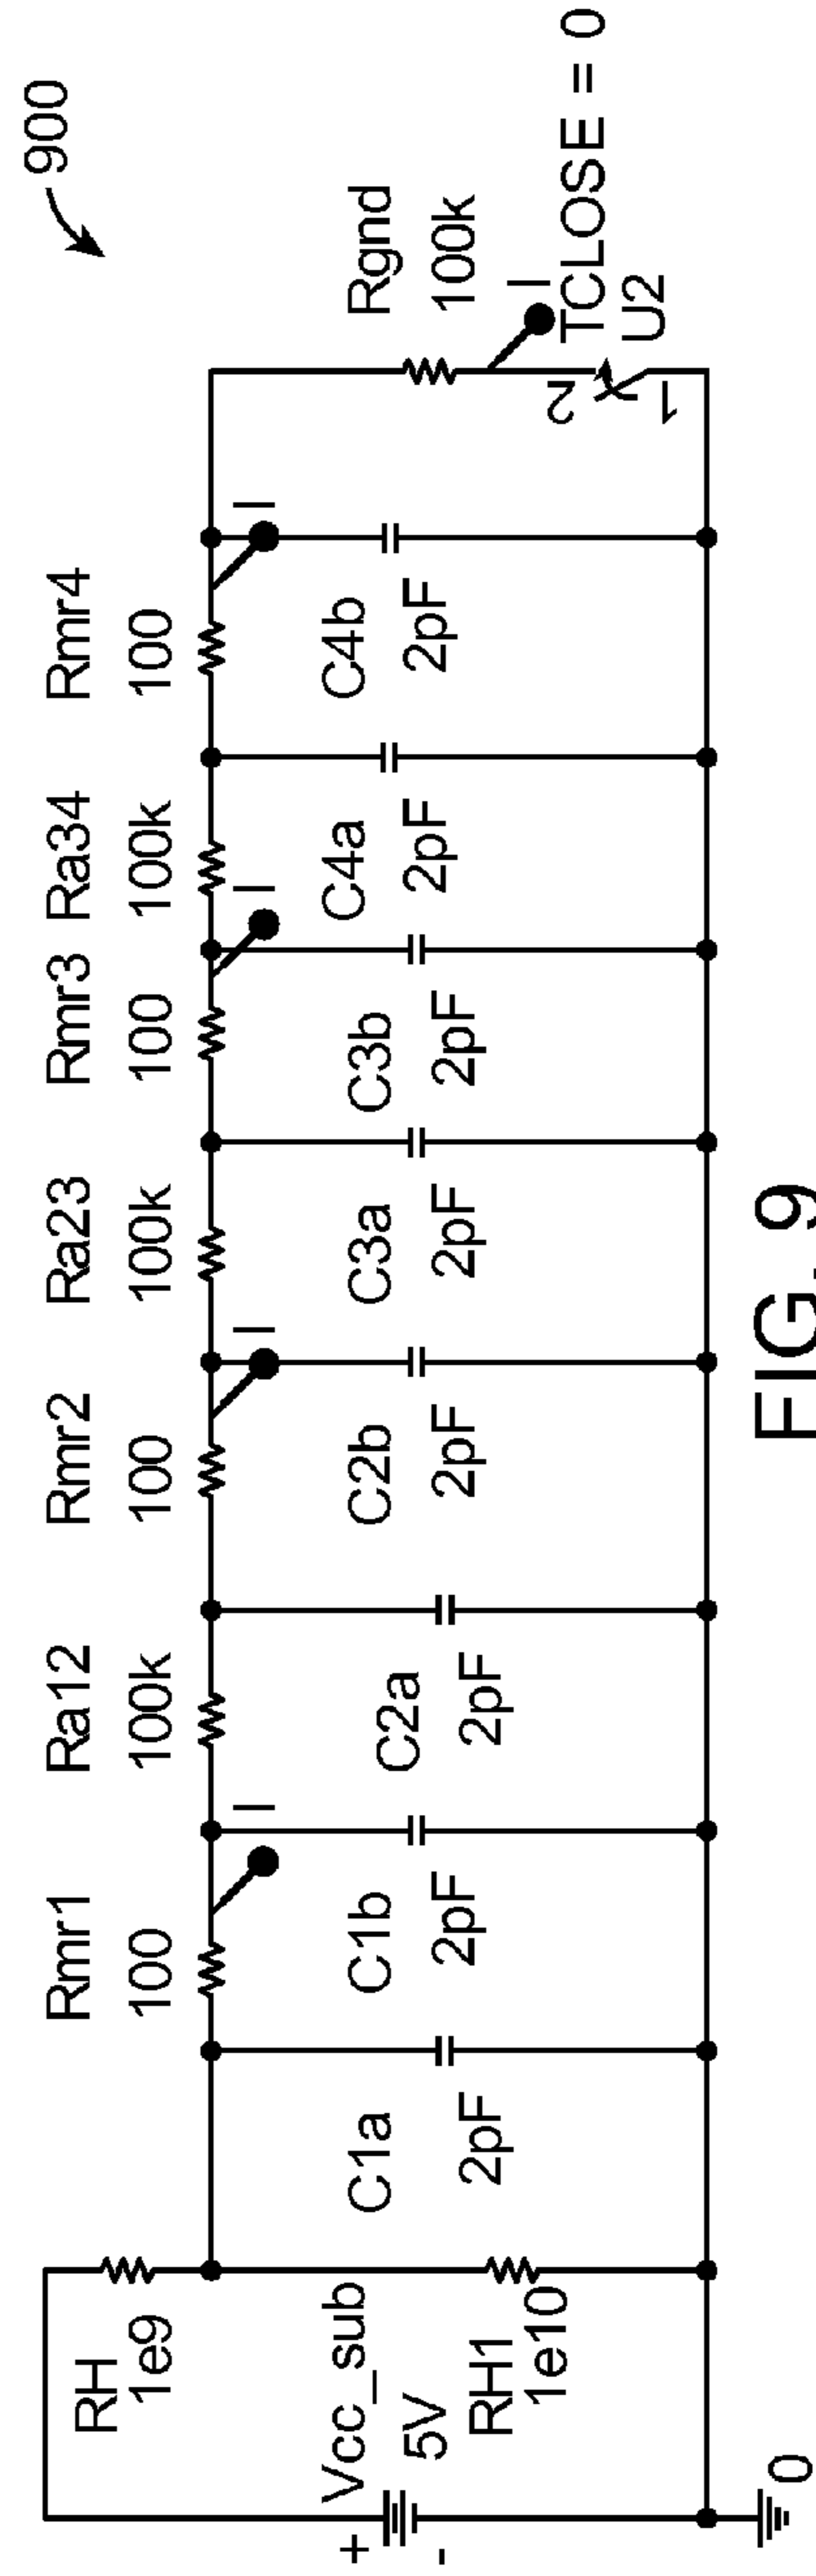 900
Rmr1
100
Ra12
100k
Rmr2
100
Ra23
100k
Rmr3
100
Ra34
100k
Rmr4
100
Rgnd
100k
RH
1e9
Vcc_sub
5V
+
-
RH1
1e10
C1a
2pF
C1b
2pF
C2a
2pF
C2b
2pF
C3a
2pF
C3b
2pF
C4a
2pF
C4b
2pF
I
I
I
I
I
TCLOSE = 0
U2
2
1
0
FIG. 9